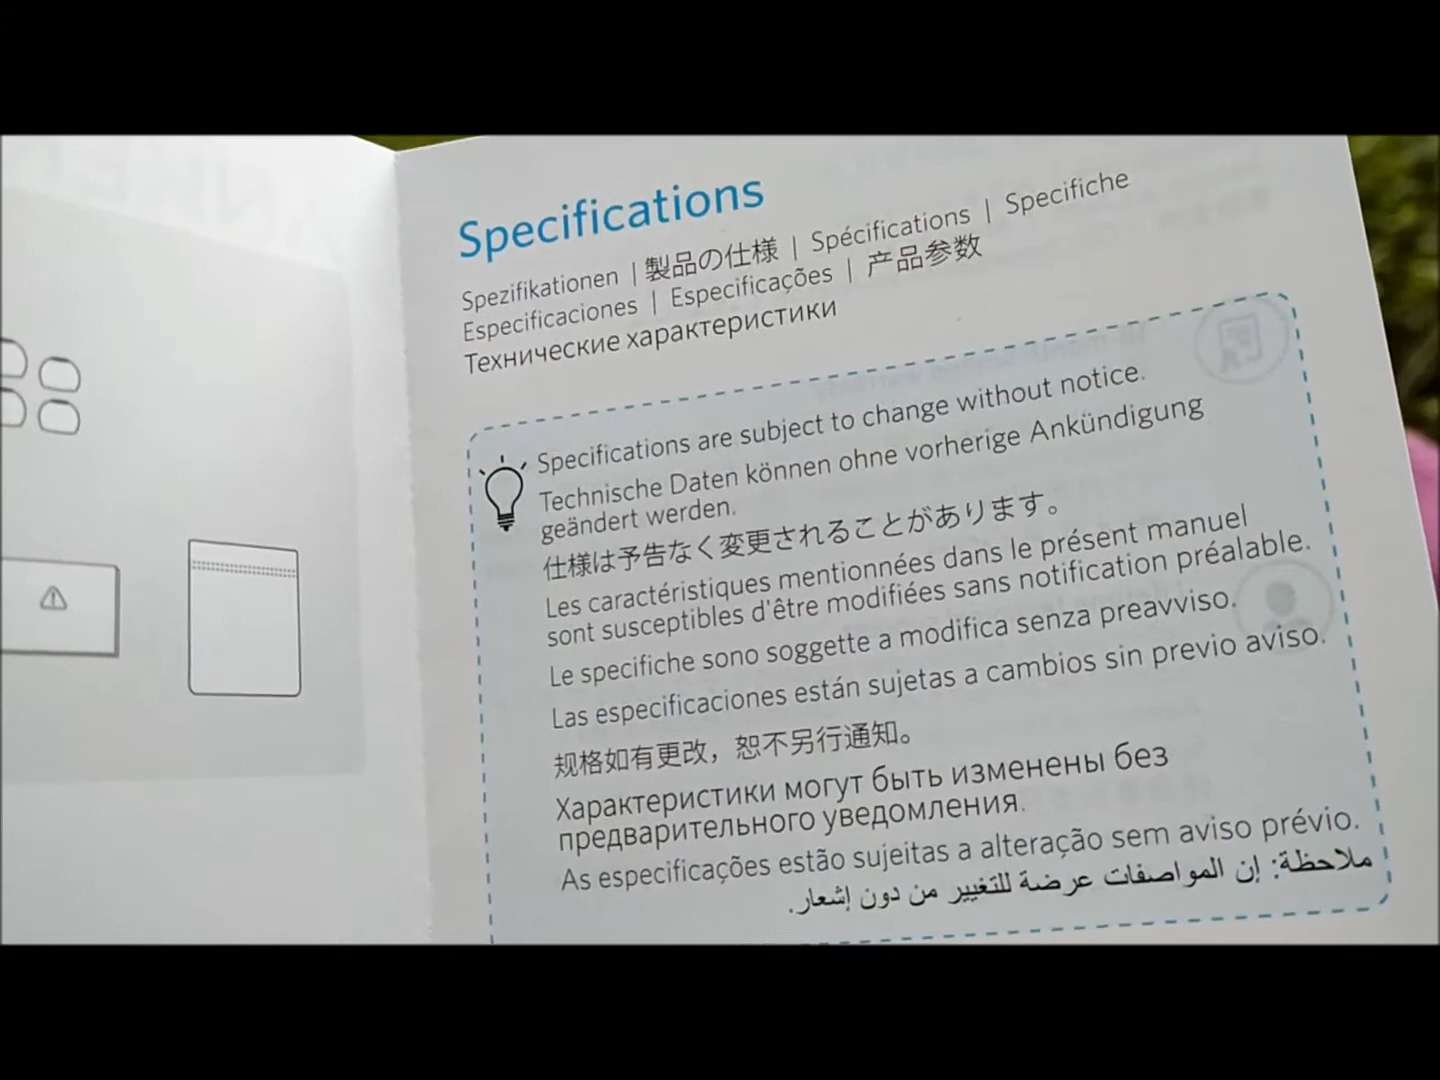 Specifications
Spezifikationen | 製品の仕様 | Spécifications | Specifiche
Especificaciones | Especificações | 产品参数
Технические характеристики
Specifications are subject to change without notice.
Technische Daten können ohne vorherige Ankündigung
geändert werden.
仕様は予告なく変更されることがあります。
Les caractéristiques mentionnées dans le présent manuel
sont susceptibles d'être modifiées sans notification préalable.
Le specifiche sono soggette a modifica senza preavviso.
Las especificaciones están sujetas a cambios sin previo aviso.
规格如有更改，恕不另行通知。
Характеристики могут быть изменены без
предварительного уведомления.
As especificações estão sujeitas a alteração sem aviso prévio.
ملاحظة: إن المواصفات عرضة للتغيير من دون إشعار.